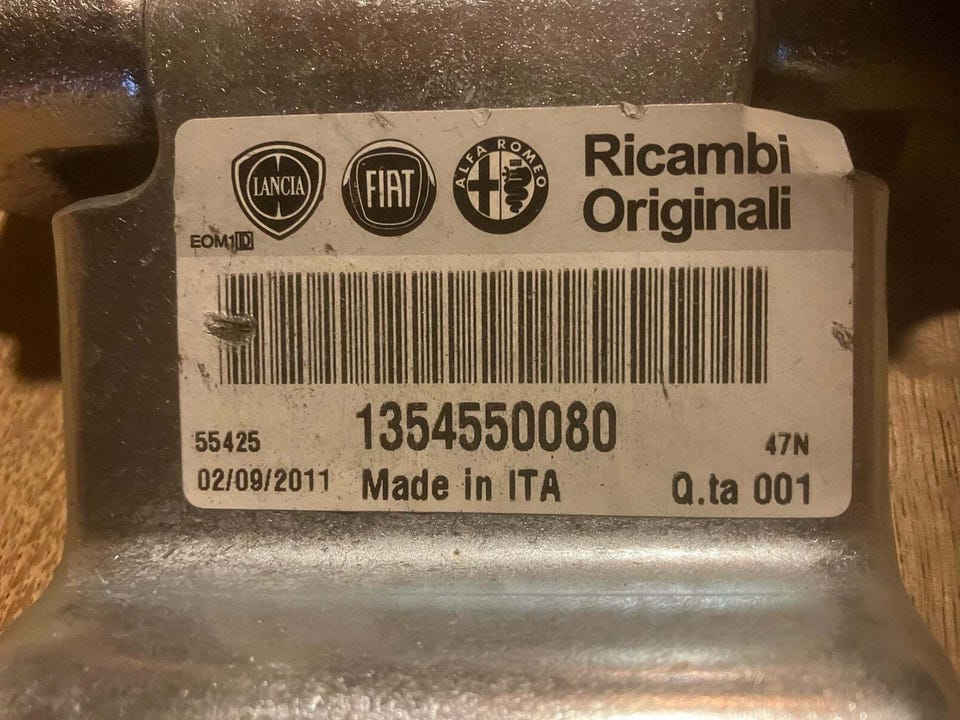 LANCIA
FIAT
ALFA ROMEO
Ricambi
Originali
EOM1D
1354550080
55425
47N
02/09/2011 Made in ITA Q.ta 001